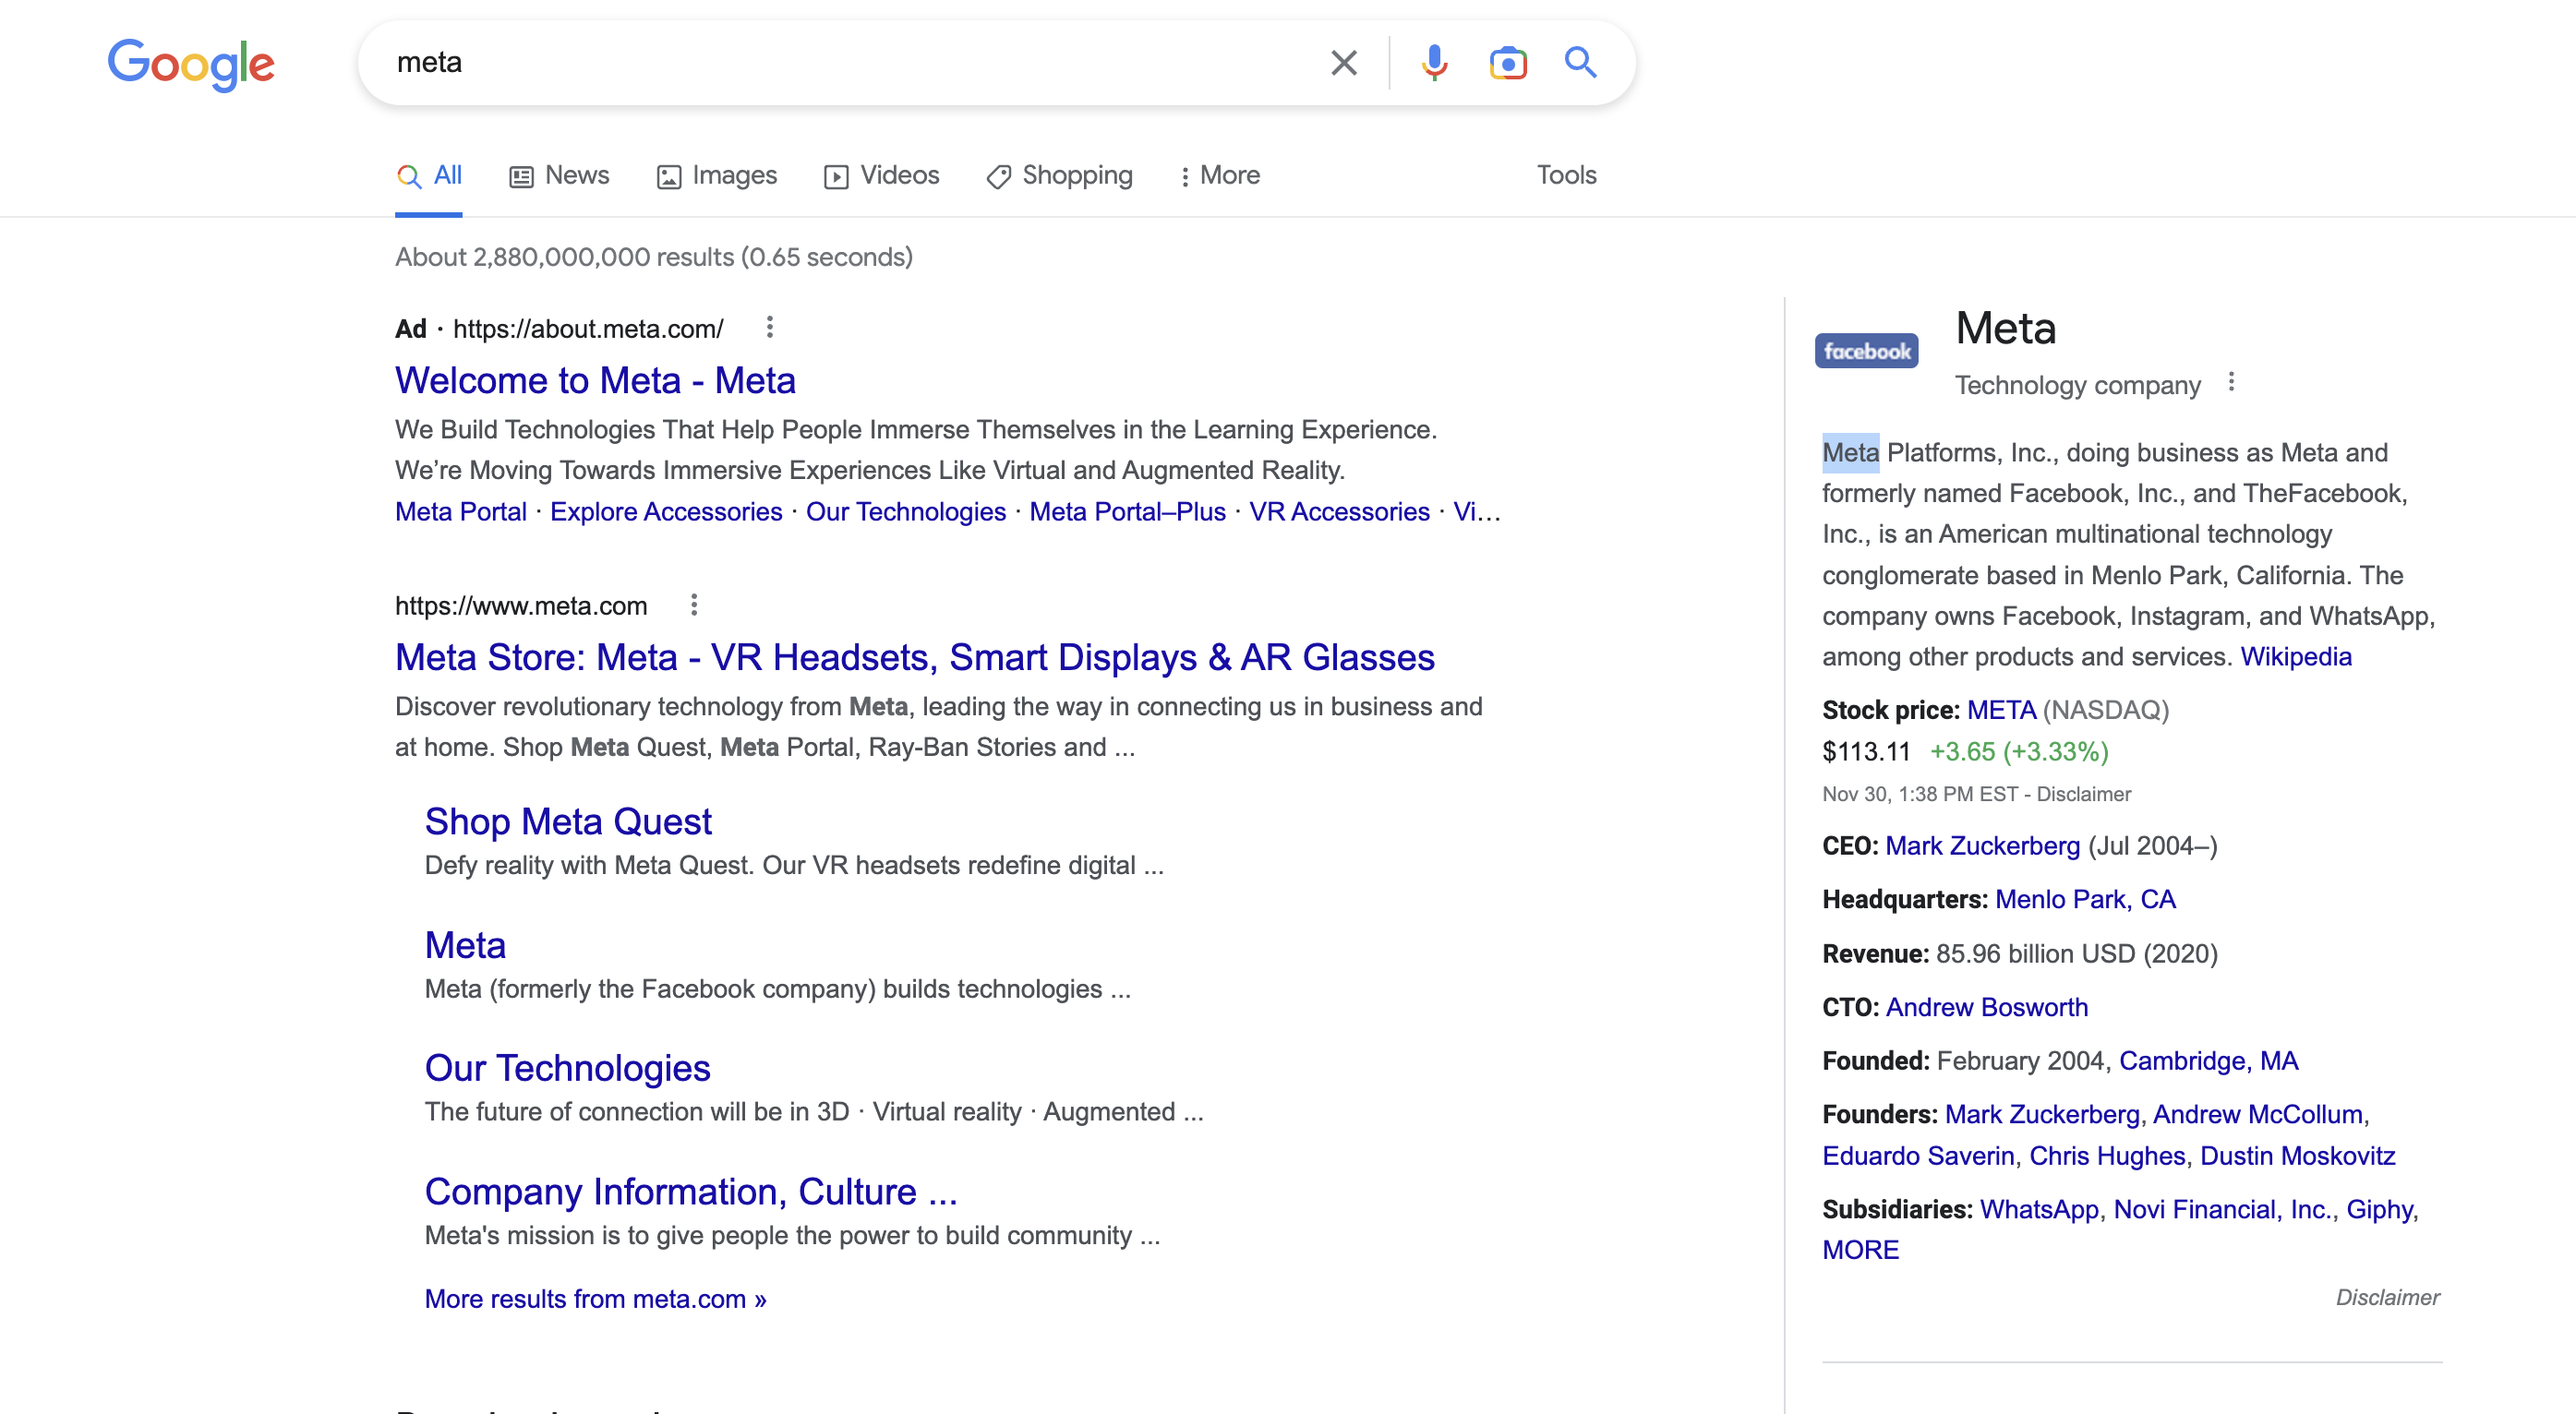 Google
meta
All
News
Images
Videos
Shopping
More
Tools
About 2,880,000,000 results (0.65 seconds)
Ad · https://about.meta.com/
Welcome to Meta - Meta
We Build Technologies That Help People Immerse Themselves in the Learning Experience.
We’re Moving Towards Immersive Experiences Like Virtual and Augmented Reality.
Meta Portal · Explore Accessories · Our Technologies · Meta Portal–Plus · VR Accessories · Vi...
https://www.meta.com
Meta Store: Meta - VR Headsets, Smart Displays & AR Glasses
Discover revolutionary technology from Meta, leading the way in connecting us in business and
at home. Shop Meta Quest, Meta Portal, Ray-Ban Stories and ...
Shop Meta Quest
Defy reality with Meta Quest. Our VR headsets redefine digital ...
Meta
Meta (formerly the Facebook company) builds technologies ...
Our Technologies
The future of connection will be in 3D · Virtual reality · Augmented ...
Company Information, Culture ...
Meta's mission is to give people the power to build community ...
More results from meta.com »
facebook
Meta
Technology company
Meta Platforms, Inc., doing business as Meta and
formerly named Facebook, Inc., and TheFacebook,
Inc., is an American multinational technology
conglomerate based in Menlo Park, California. The
company owns Facebook, Instagram, and WhatsApp,
among other products and services. Wikipedia
Stock price: META (NASDAQ)
$113.11 +3.65 (+3.33%)
Nov 30, 1:38 PM EST - Disclaimer
CEO: Mark Zuckerberg (Jul 2004–)
Headquarters: Menlo Park, CA
Revenue: 85.96 billion USD (2020)
CTO: Andrew Bosworth
Founded: February 2004, Cambridge, MA
Founders: Mark Zuckerberg, Andrew McCollum,
Eduardo Saverin, Chris Hughes, Dustin Moskovitz
Subsidiaries: WhatsApp, Novi Financial, Inc., Giphy,
MORE
Disclaimer